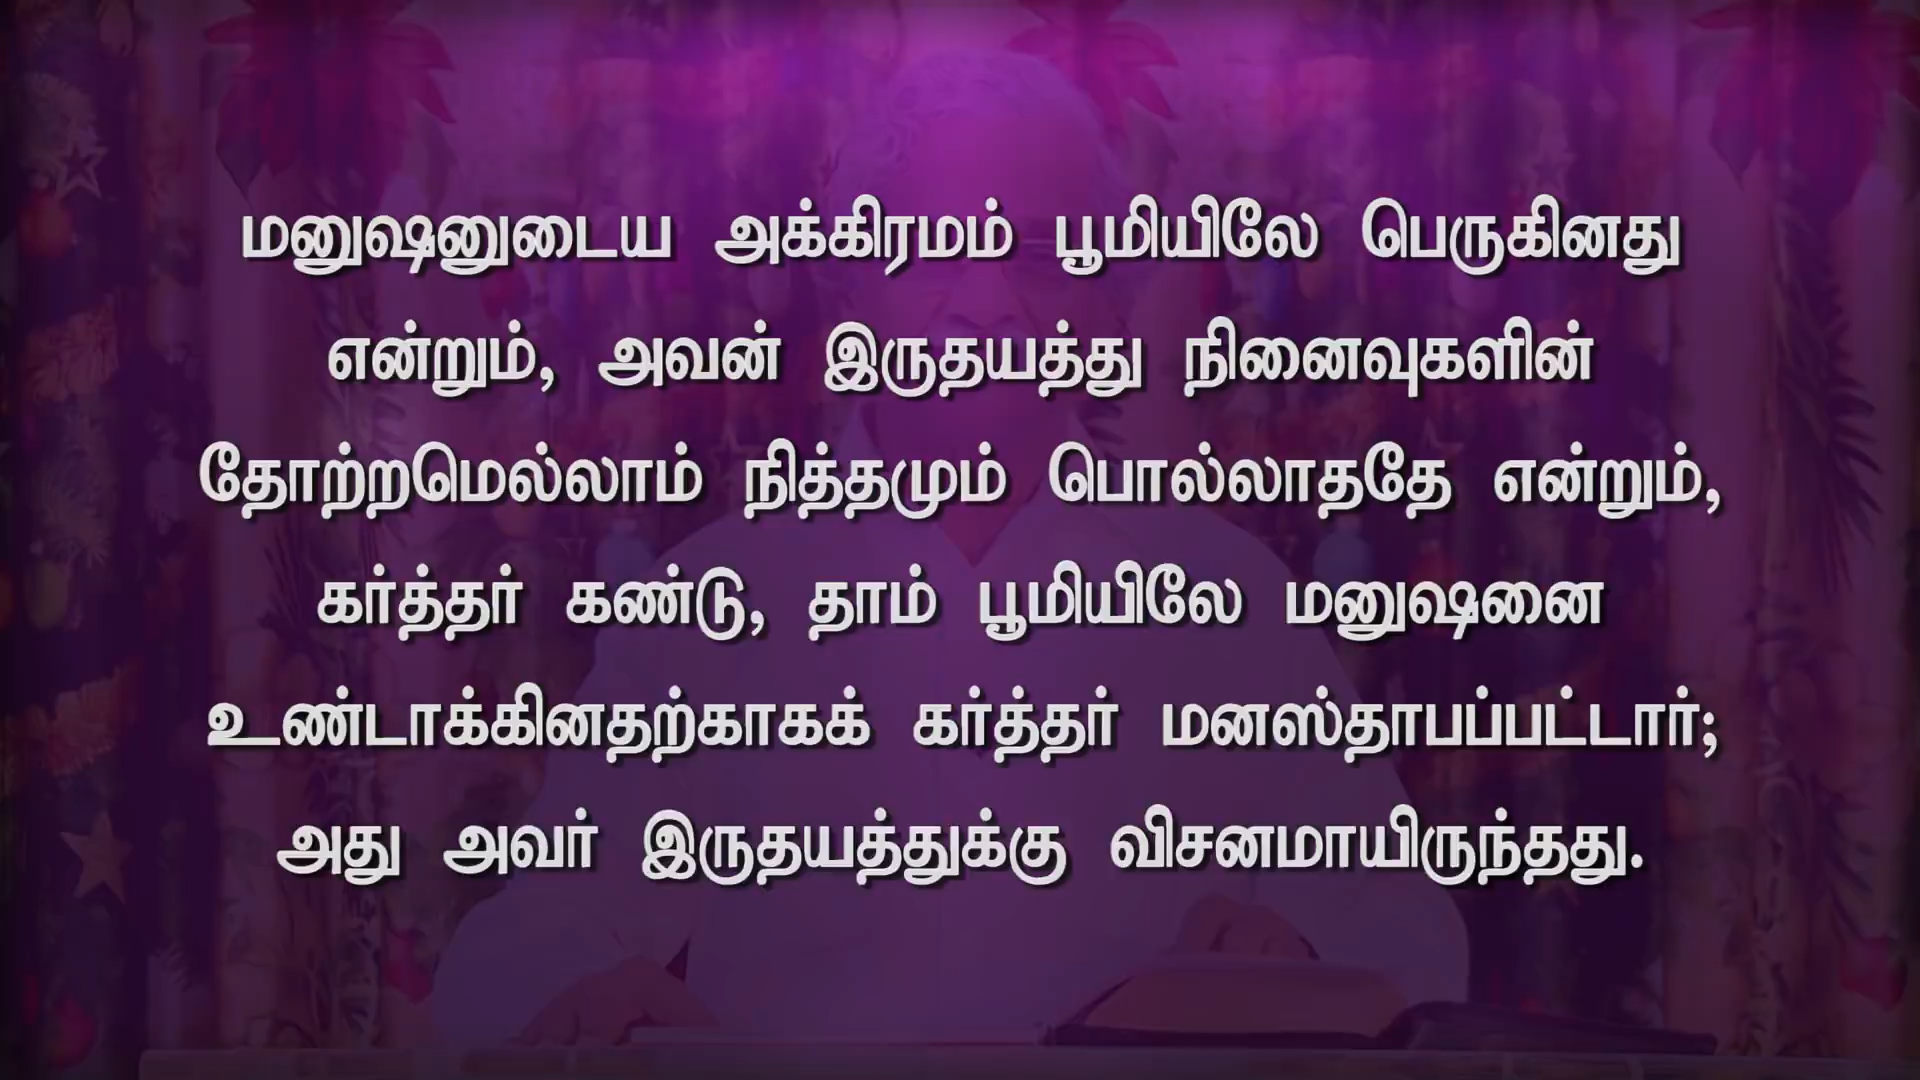 மனுஷனுடைய அக்கிரமம் பூமியிலே பெருகினது
என்றும், அவன் இருதயத்து நினைவுகளின்
தோற்றமெல்லாம் நித்தமும் பொல்லாததே என்றும்,
கர்த்தர் கண்டு, தாம் பூமியிலே மனுஷனை
உண்டாக்கினதற்காகக் கர்த்தர் மனஸ்தாபப்பட்டார்;
அது அவர் இருதயத்துக்கு விசனமாயிருந்தது.